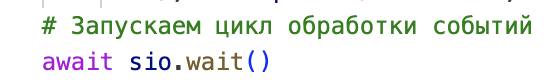 # Запускаем цикл обработки событий
await sio.wait()